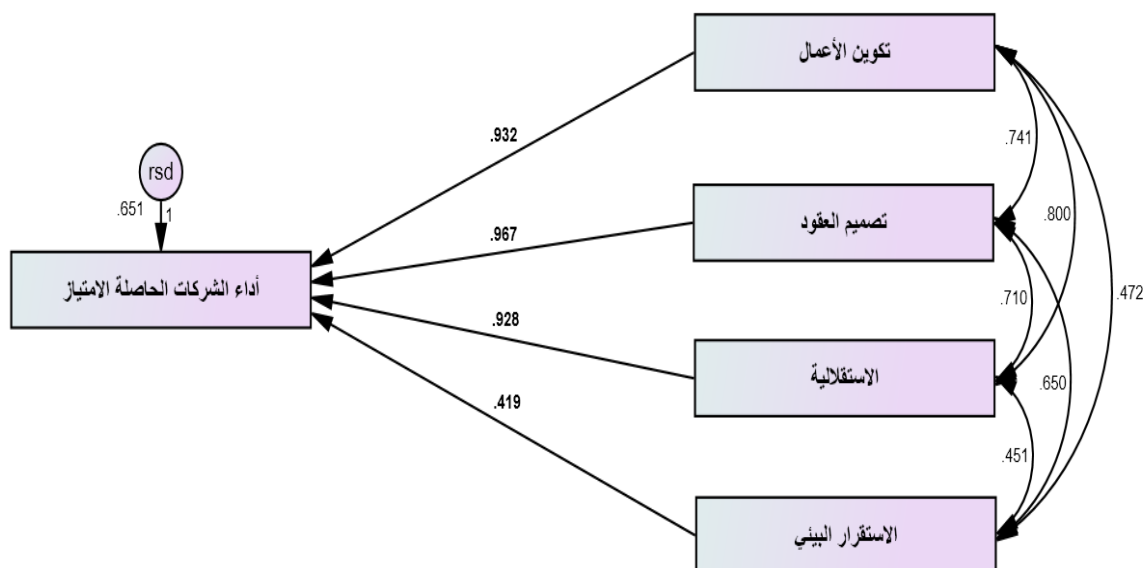 تكوين الأعمال
.932
.741
rsd
.651
1
تصميم العقود
.800
.967
أداء الشركات الحاصلة الامتياز
.710
.472
.928
الاستقلالية
.650
.419
.451
الاستقرار البيئي